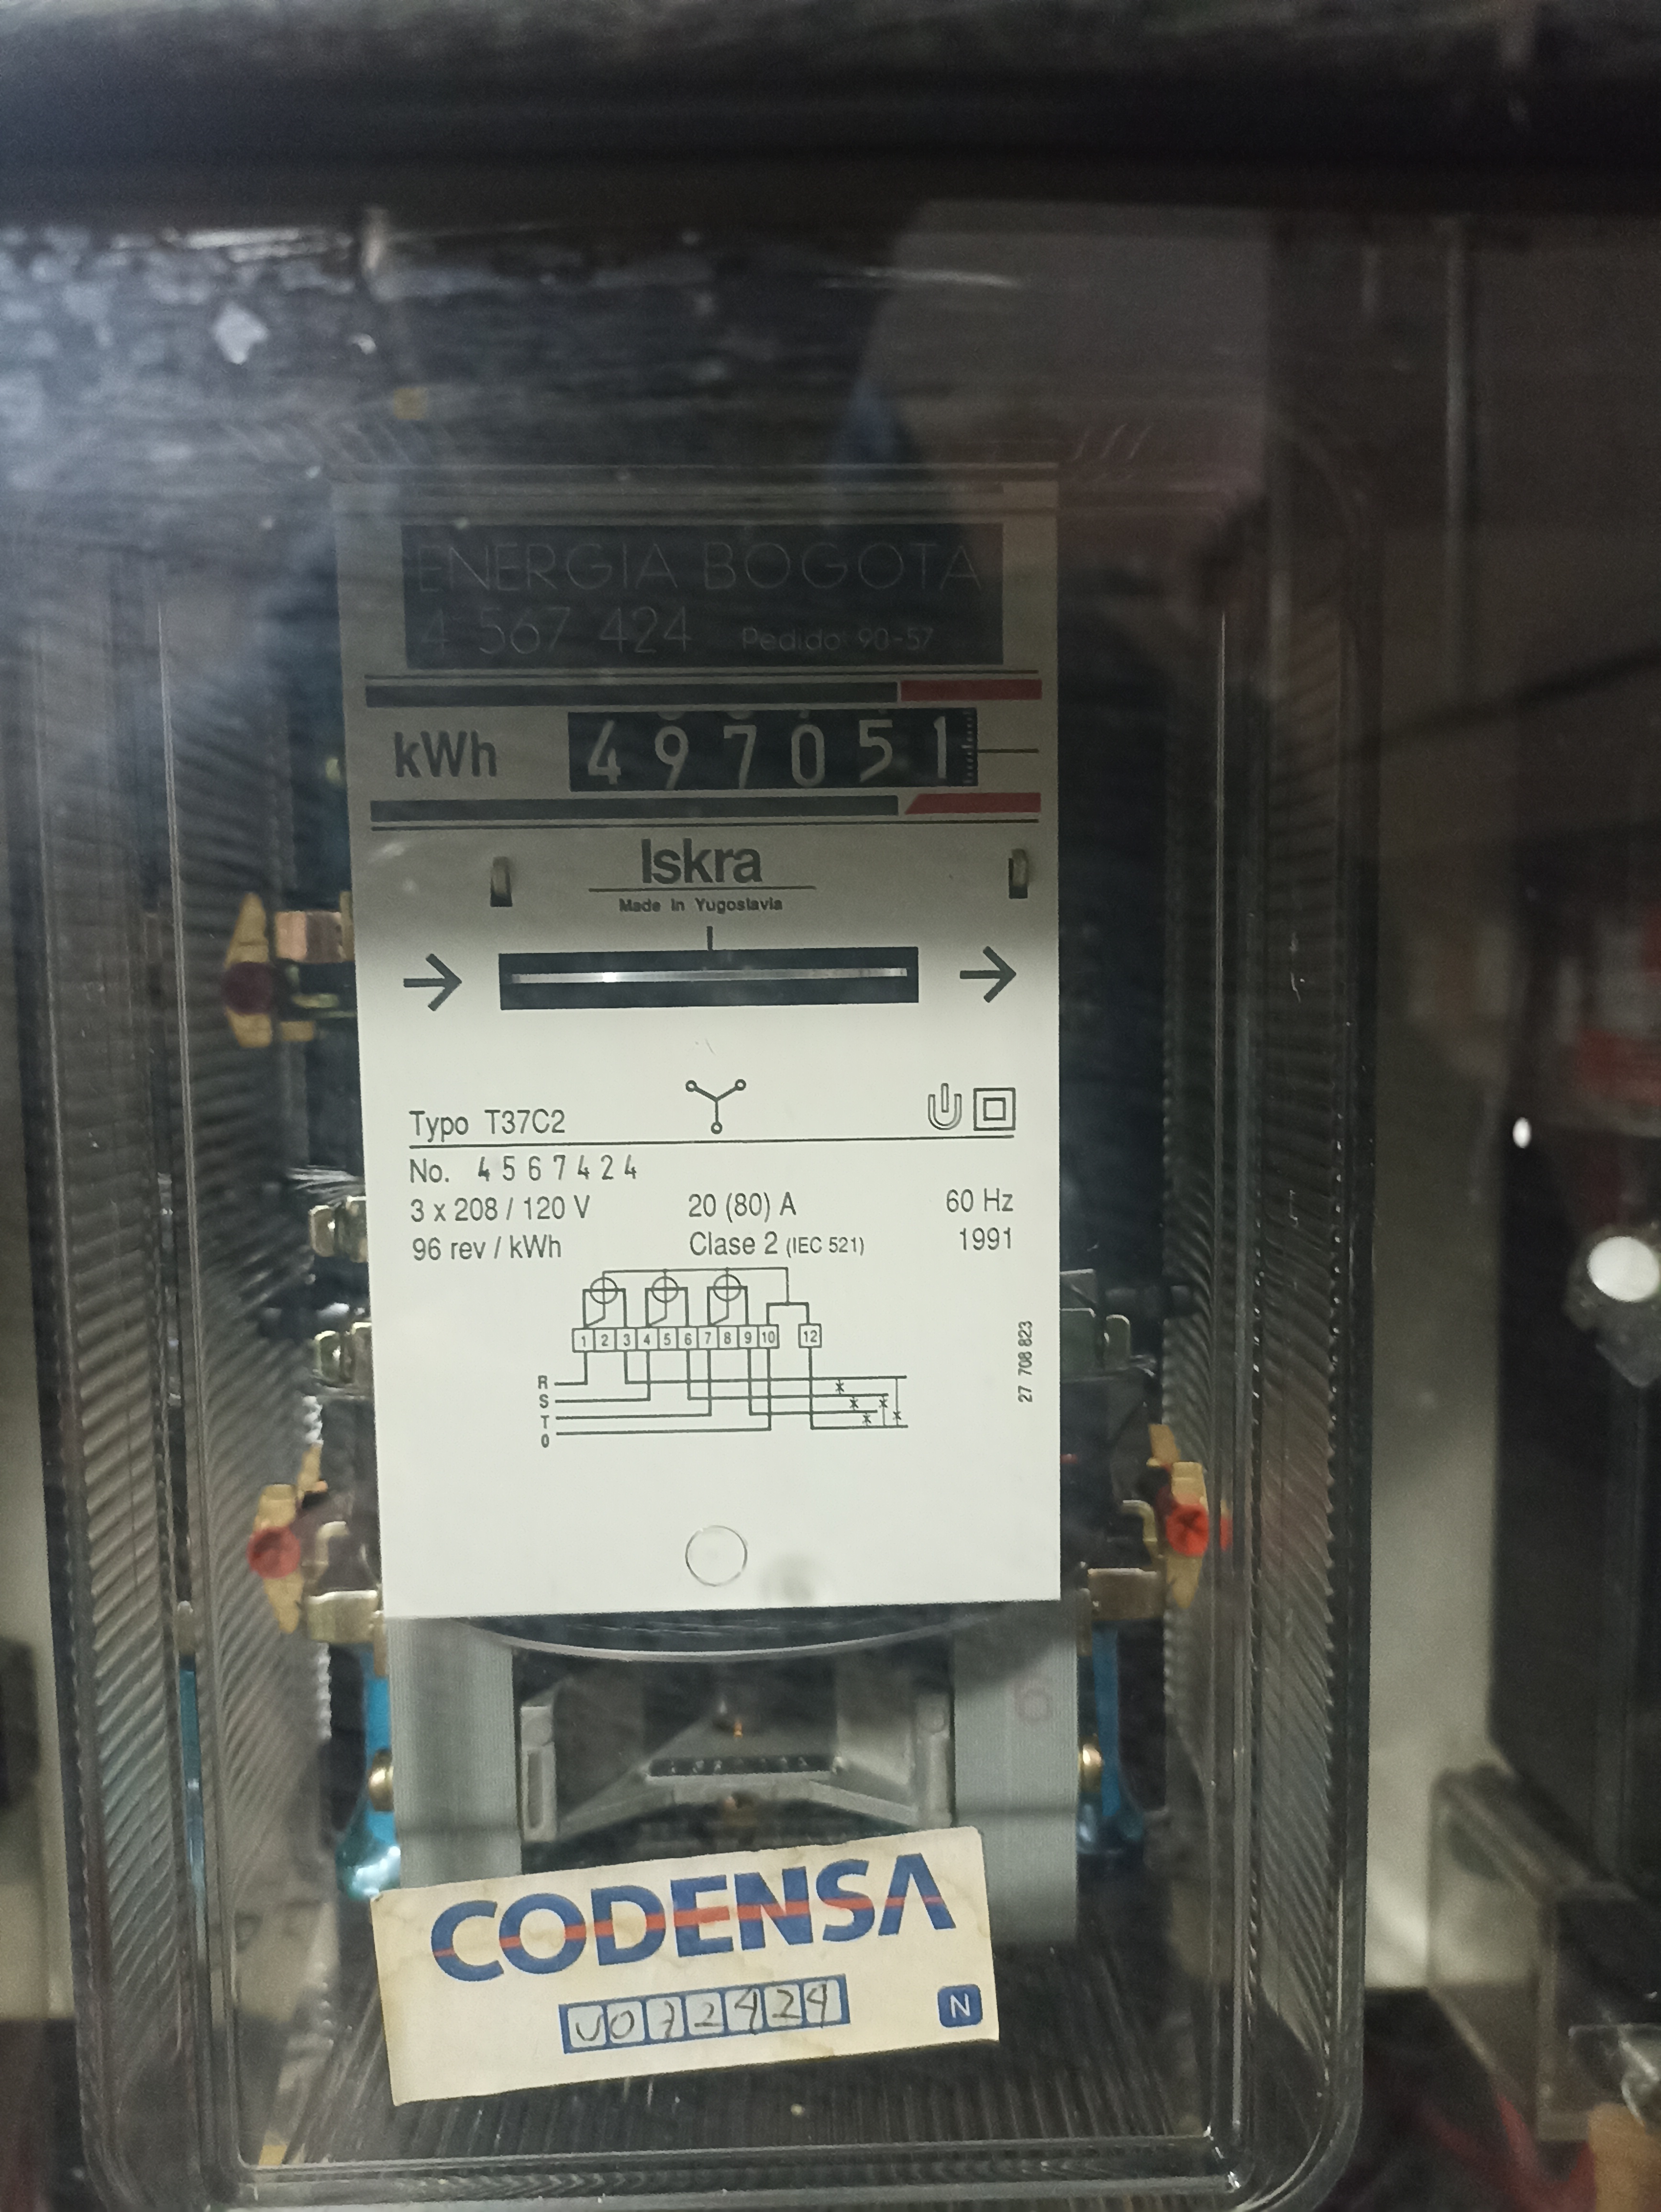 ENERGIA BOGOTA
4 567 424 Pedido 90-57
kWh 497051
Iskra
Made in Yugoslavia
Typo T37C2
No. 4567424
3 x 208 / 120 V 20 (80) A 60 Hz
96 rev / kWh Clase 2 (IEC 521) 1991
1 2 3 4 5 6 7 8 9 10 12
R
S
T
0
27 708 823
6
CODENSA
N